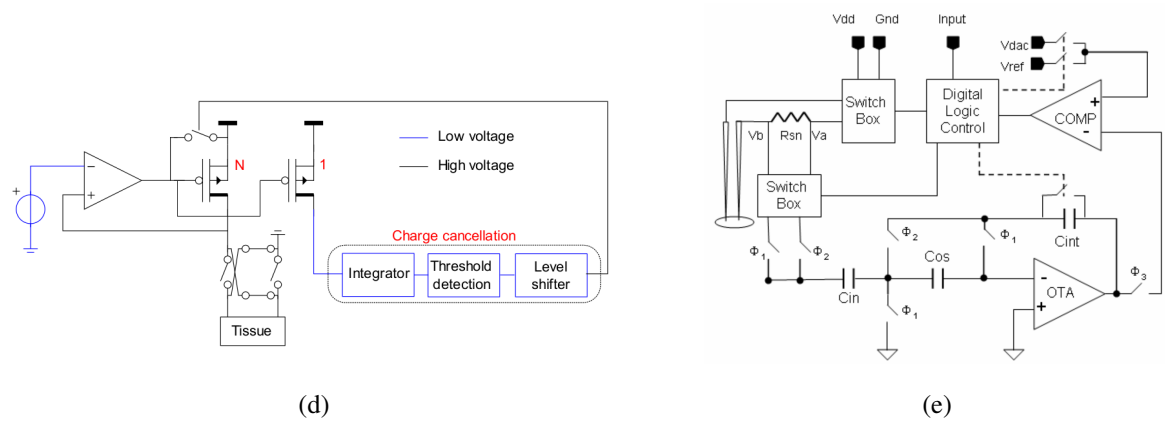 N
1
Low voltage
High voltage
+
−
+
Charge cancellation
Integrator
Threshold
detection
Level
shifter
Tissue
(d)
Vdd Gnd Input
Vdac
Vref
Switch
Box
Digital
Logic
Control
+
COMP
-
Vb Rsn Va
Switch
Box
Φ1 Φ2
Cin
Φ2
Cos
Φ1
Φ1
Cint
-
OTA
+
Φ3
(e)